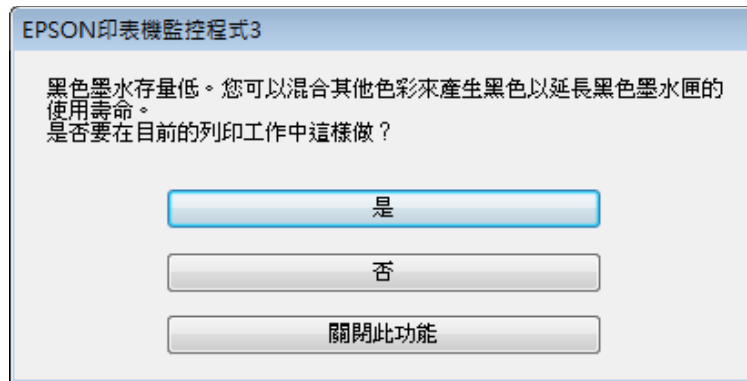 EPSON印表機監控程式3
黑色墨水存量低。您可以混合其他色彩來產生黑色以延長黑色墨水匣的
使用壽命。
是否要在目前的列印工作中這樣做？
是
否
關閉此功能